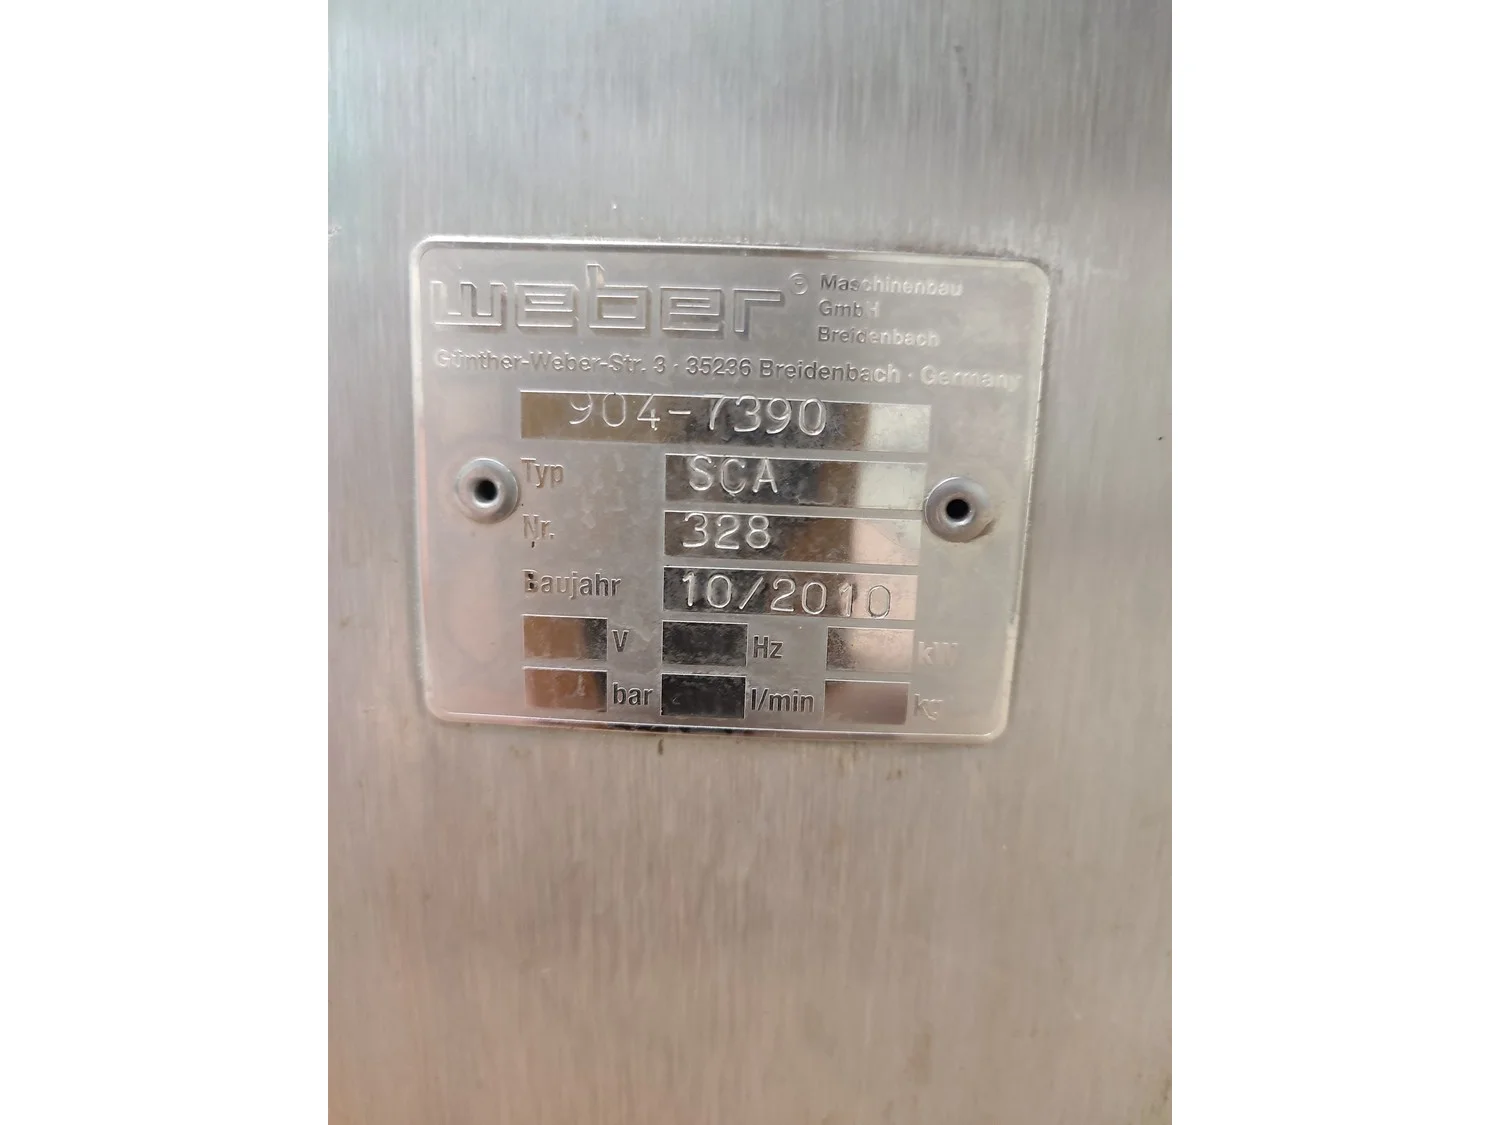 weber® Maschinenbau
GmbH
Breidenbach
Günther-Weber-Str. 3 · 35236 Breidenbach · Germany
904-7390
Typ SCA
Nr. 328
Baujahr 10/2010
V Hz kW
bar l/min kg